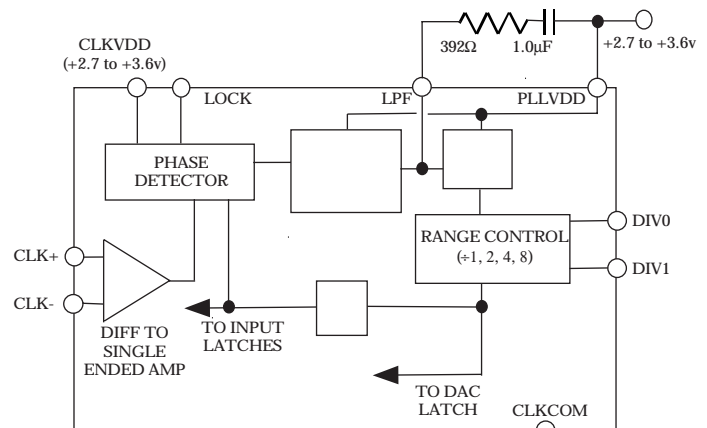 392Ω
1.0µF
+2.7 to +3.6v
CLKVDD
(+2.7 to +3.6v)
LOCK
LPF
PLLVDD
PHASE
DETECTOR
RANGE CONTROL
(÷1, 2, 4, 8)
DIV0
DIV1
CLK+
CLK-
DIFF TO
SINGLE
ENDED AMP
TO INPUT
LATCHES
TO DAC
LATCH
CLKCOM